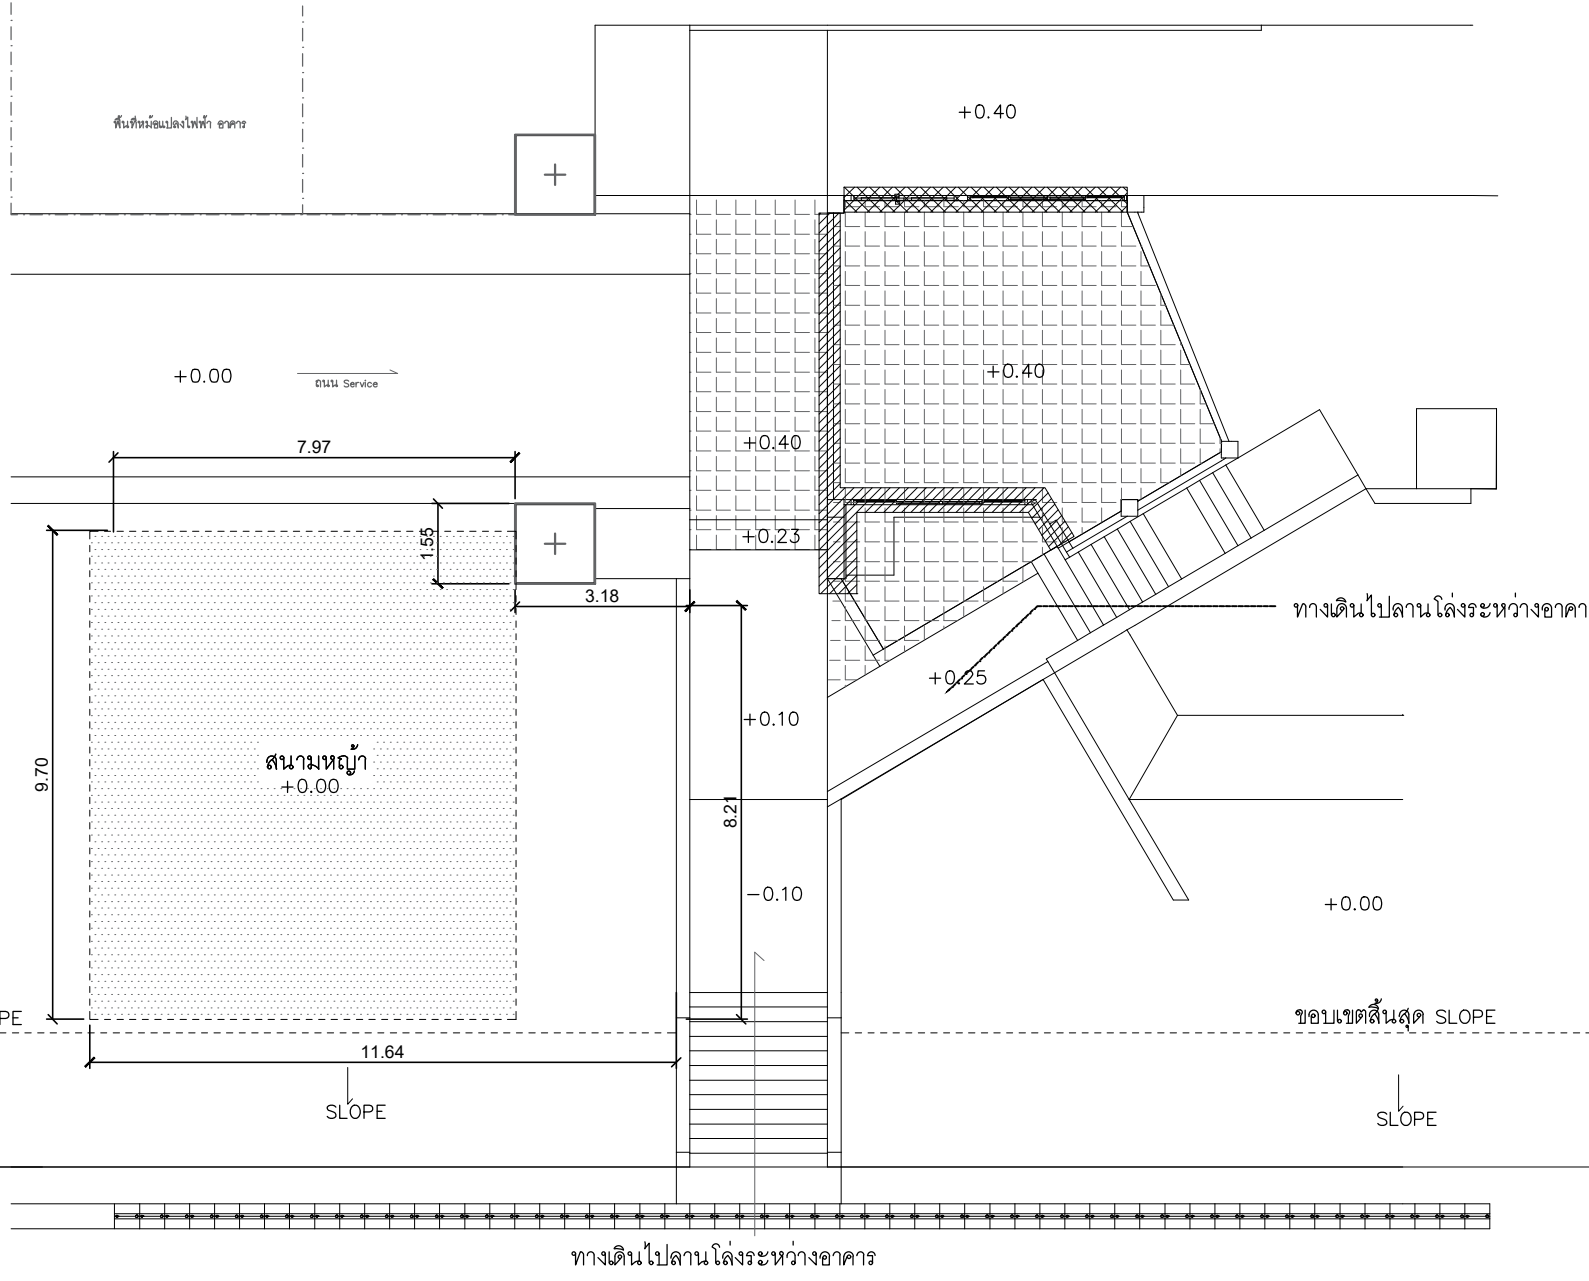 +0.40
พื้นที่หม้อแปลงไฟฟ้า อาคาร
+0.00
ถนน Service
+0.40
7.97
+0.40
1.55
+0.23
3.18
ทางเดินไปลานโล่งระหว่างอาคา
+0.25
+0.10
สนามหญ้า
+0.00
9.70
8.21
-0.10
+0.00
PE
ขอบเขตสิ้นสุด SLOPE
11.64
SLOPE
SLOPE
ทางเดินไปลานโล่งระหว่างอาคาร